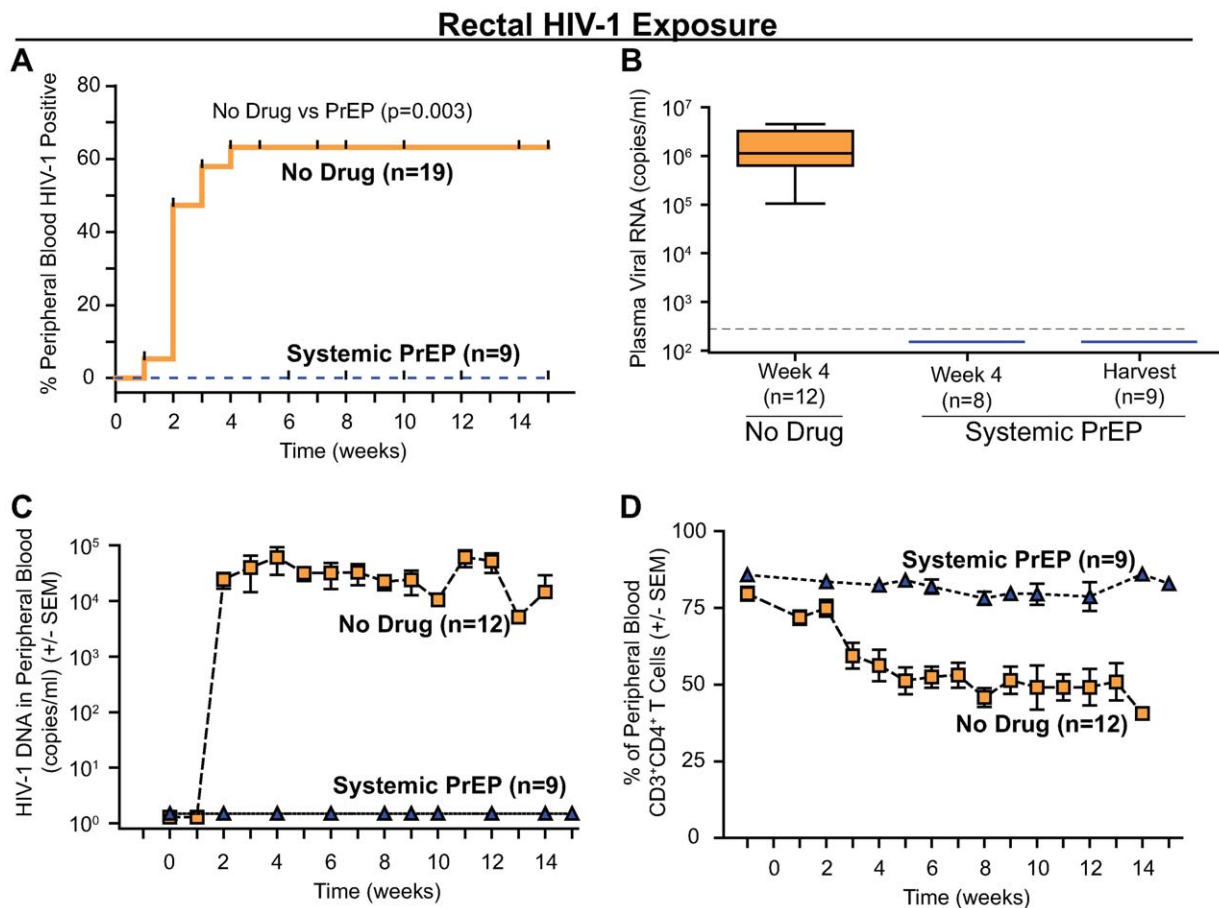 Rectal HIV-1 Exposure
A
% Peripheral Blood HIV-1 Positive
80
60
40
20
0
No Drug vs PrEP (p=0.003)
No Drug (n=19)
Systemic PrEP (n=9)
0 2 4 6 8 10 12 14
Time (weeks)
B
Plasma Viral RNA (copies/ml)
10⁷
10⁶
10⁵
10⁴
10³
10²
Week 4 Week 4 Harvest
(n=12) (n=8) (n=9)
No Drug Systemic PrEP
C
HIV-1 DNA in Peripheral Blood
(copies/ml) (+/- SEM)
10⁵
10⁴
10³
10²
10¹
10⁰
No Drug (n=12)
Systemic PrEP (n=9)
0 2 4 6 8 10 12 14
Time (weeks)
D
% of Peripheral Blood
CD3⁺CD4⁺ T Cells (+/- SEM)
100
75
50
25
0
Systemic PrEP (n=9)
No Drug (n=12)
0 2 4 6 8 10 12 14
Time (weeks)